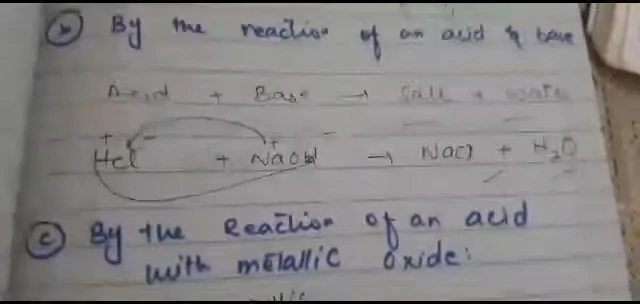 (b) By the reaction of an acid & base
Acid + Base → Salt + Water
+ - + -
HCl + NaOH → NaCl + H₂O
(c) By the Reaction of an acid
with metallic oxide: